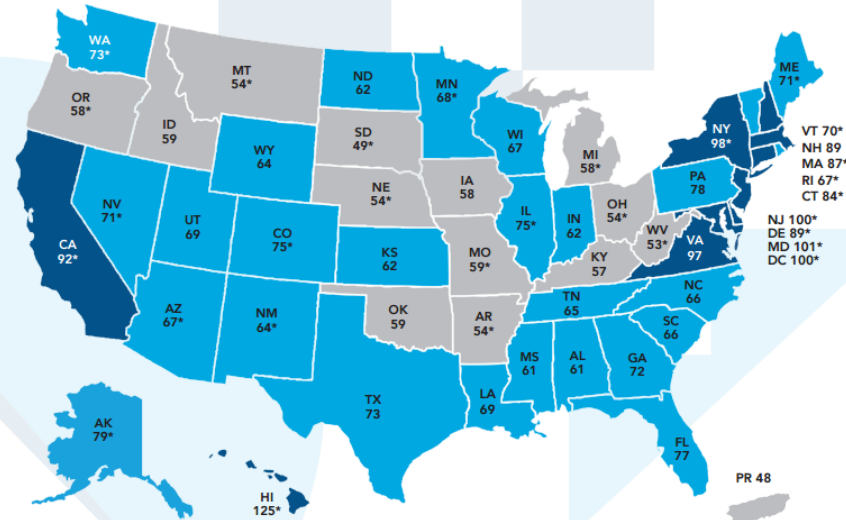 WA
73*
OR
58*
ID
59
MT
54*
ND
62
MN
68*
SD
49*
WY
64
NE
54*
IA
58
WI
67
MI
58*
NY
98*
ME
71*
VT 70*
NH 89
MA 87*
RI 67*
CT 84*
NJ 100*
DE 89*
MD 101*
DC 100*
PA
78
OH
54*
WV
53*
VA
97
IN
62
IL
75*
KY
57
NV
71*
UT
69
CO
75*
KS
62
MO
59*
CA
92*
AZ
67*
NM
64*
OK
59
AR
54*
TN
65
NC
66
SC
66
MS
61
AL
61
GA
72
LA
69
TX
73
FL
77
AK
79*
HI
125*
PR 48